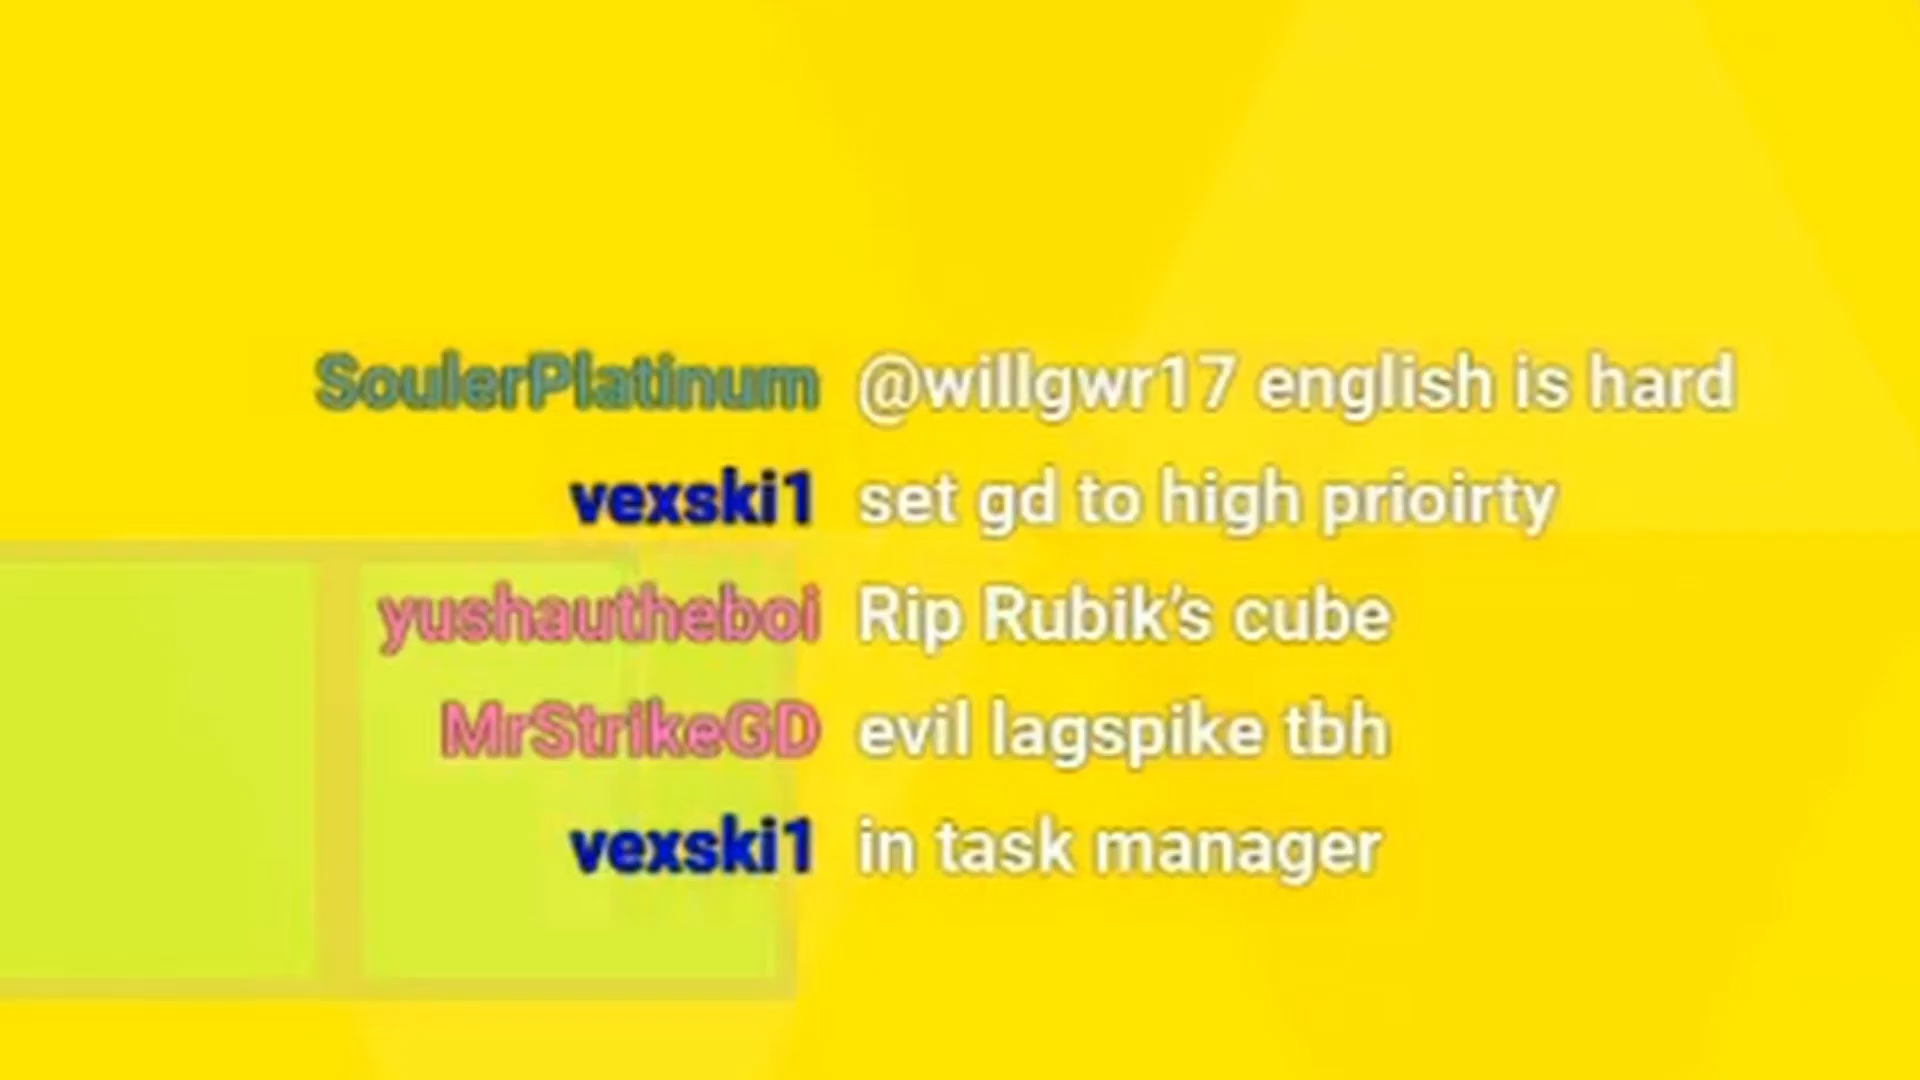 SoulerPlatinum @willgwr17 english is hard
vexski1 set gd to high prioirty
yushautheboi Rip Rubik’s cube
MrStrikeGD evil lagspike tbh
vexski1 in task manager